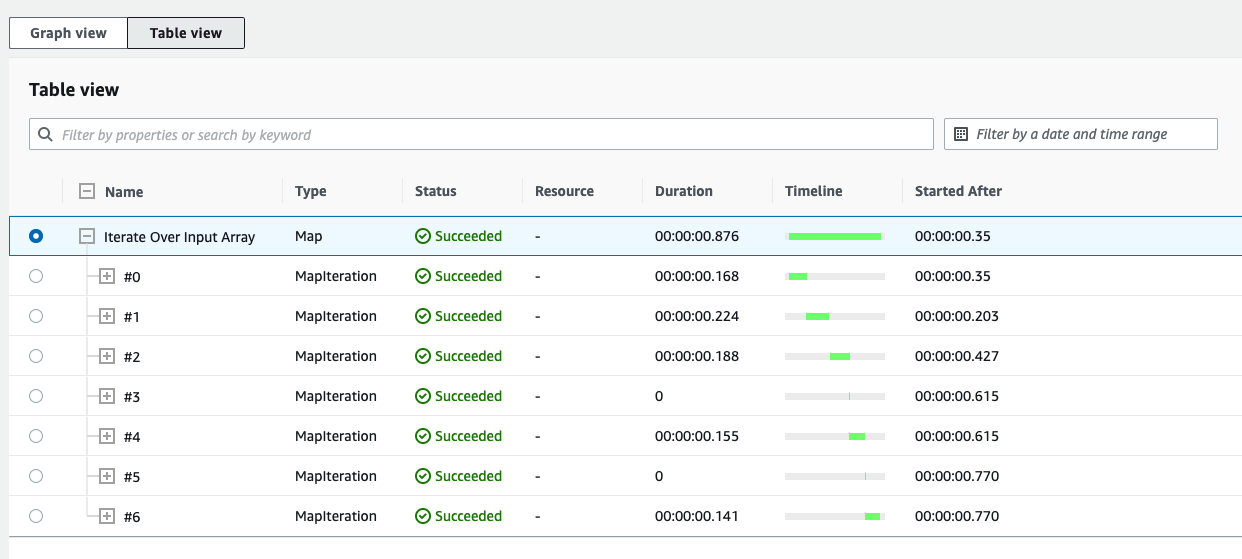 Graph view Table view
Table view
Filter by properties or search by keyword Filter by a date and time range
Name Type Status Resource Duration Timeline Started After
Iterate Over Input Array Map Succeeded - 00:00:00.876 00:00:00.35
#0 MapIteration Succeeded - 00:00:00.168 00:00:00.35
#1 MapIteration Succeeded - 00:00:00.224 00:00:00.203
#2 MapIteration Succeeded - 00:00:00.188 00:00:00.427
#3 MapIteration Succeeded - 0 00:00:00.615
#4 MapIteration Succeeded - 00:00:00.155 00:00:00.615
#5 MapIteration Succeeded - 0 00:00:00.770
#6 MapIteration Succeeded - 00:00:00.141 00:00:00.770